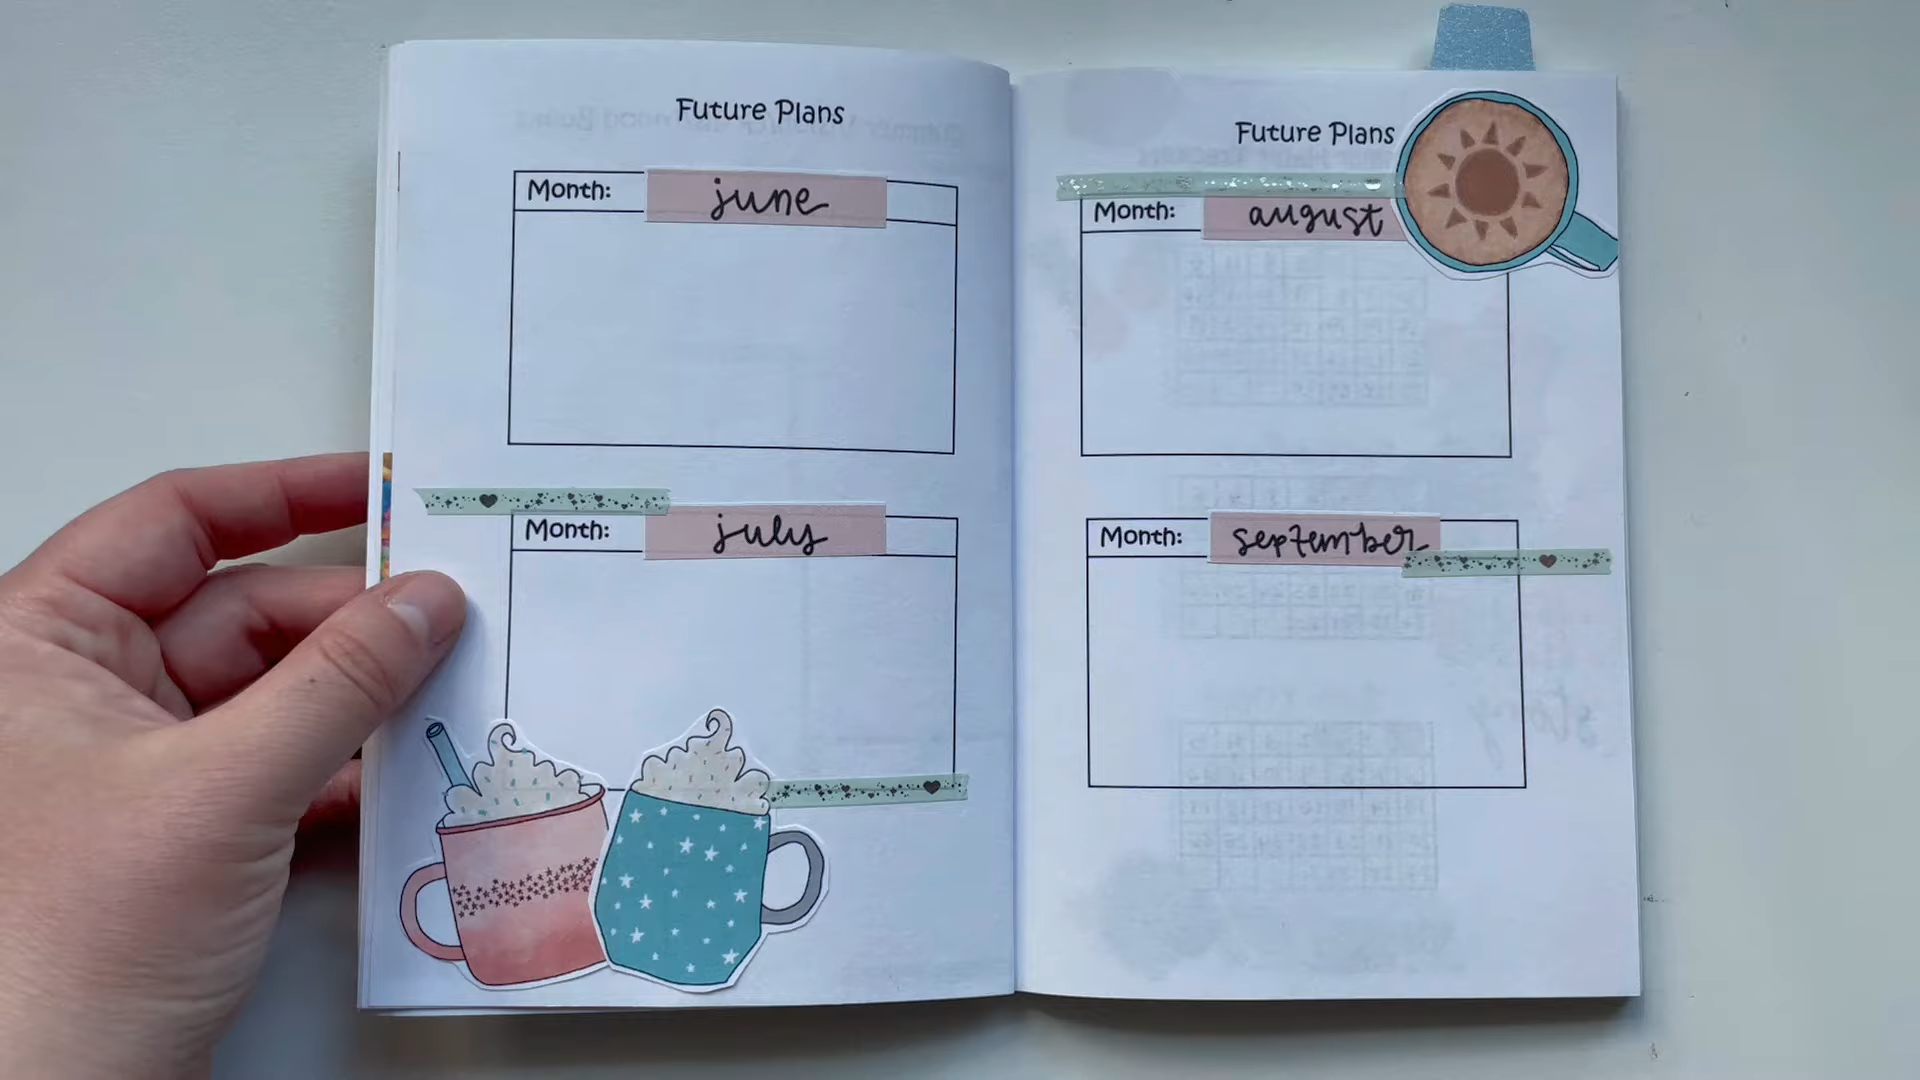 Future Plans
Month: june
Month: july
Future Plans
Month: august
Month: september